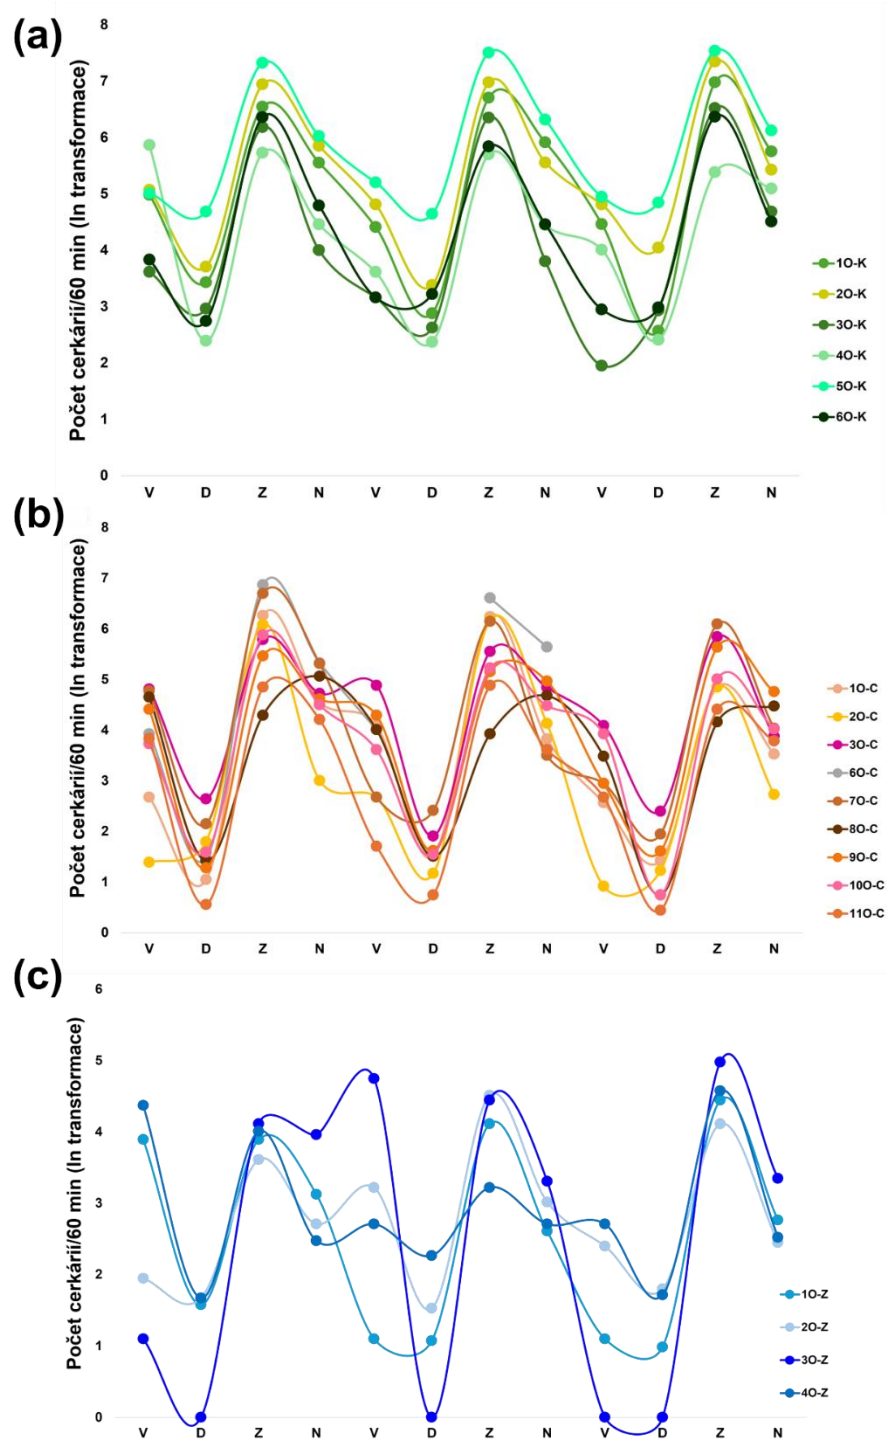 (a)
Počet cerkárií/60 min (ln transformace)
8
7
6
5
4
3
2
1
0
V D Z N V D Z N V D Z N
1O-K
2O-K
3O-K
4O-K
5O-K
6O-K
(b)
Počet cerkárií/60 min (ln transformace)
8
7
6
5
4
3
2
1
0
V D Z N V D Z N V D Z N
1O-C
2O-C
3O-C
6O-C
7O-C
8O-C
9O-C
10O-C
11O-C
(c)
Počet cerkárií/60 min (ln transformace)
6
5
4
3
2
1
0
V D Z N V D Z N V D Z N
1O-Z
2O-Z
3O-Z
4O-Z